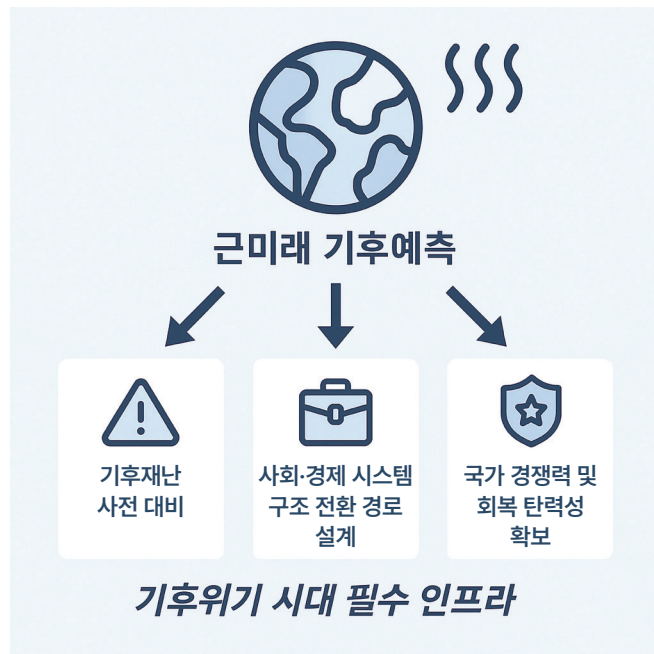 근미래 기후예측
기후재난
사전 대비
사회·경제 시스템
구조 전환 경로
설계
국가 경쟁력 및
회복 탄력성
확보
기후위기 시대 필수 인프라